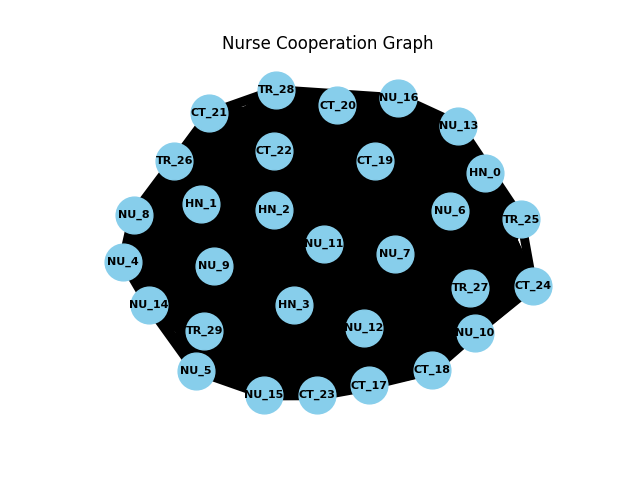 Nurse Cooperation Graph
TR_28
NU_16
CT_20
CT_21
NU_13
CT_22
TR_26
CT_19
HN_0
HN_1
HN_2
NU_6
NU_8
TR_25
NU_11
NU_7
NU_4
NU_9
CT_24
TR_27
NU_14
HN_3
NU_12
TR_29
NU_10
NU_5
CT_18
CT_17
NU_15
CT_23